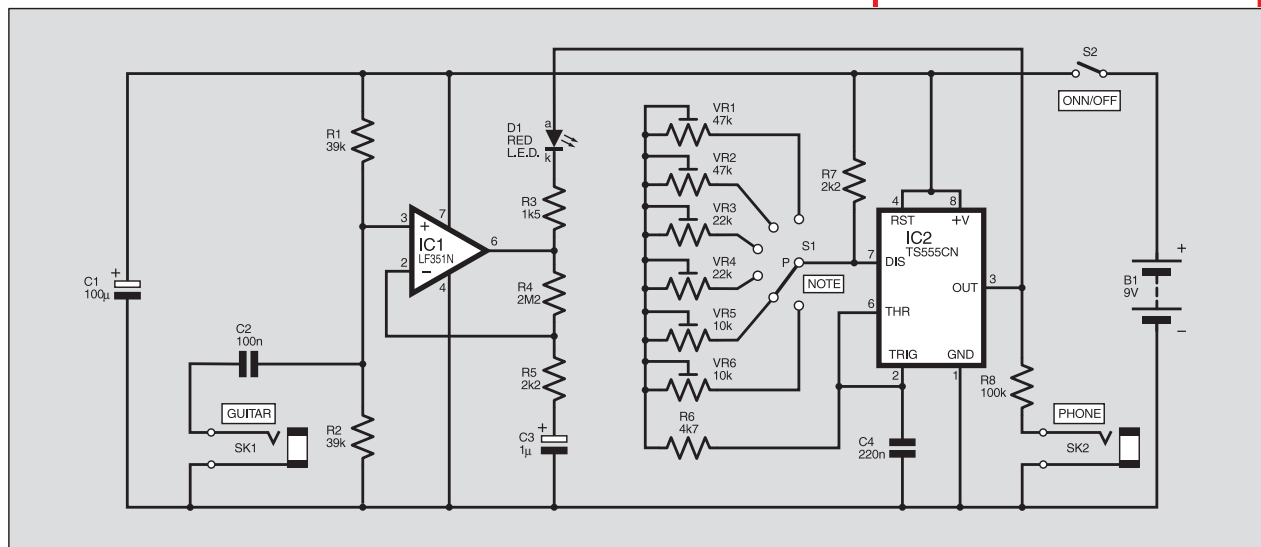 S2
ONN/OFF
R1
39k
D1
RED
L.E.D.
a
k
R3
1k5
3
2
+
−
7
4
6
IC1
LF351N
R4
2M2
R5
2k2
C1
100μ
+
C2
100n
GUITAR
SK1
R2
39k
+
C3
1μ
VR1
47k
VR2
47k
VR3
22k
VR4
22k
VR5
10k
VR6
10k
R6
4k7
P
S1
NOTE
R7
2k2
4
8
RST
+V
IC2
TS555CN
7
DIS
OUT
3
6
THR
TRIG
GND
2
1
C4
220n
R8
100k
PHONE
SK2
+
B1
9V
−